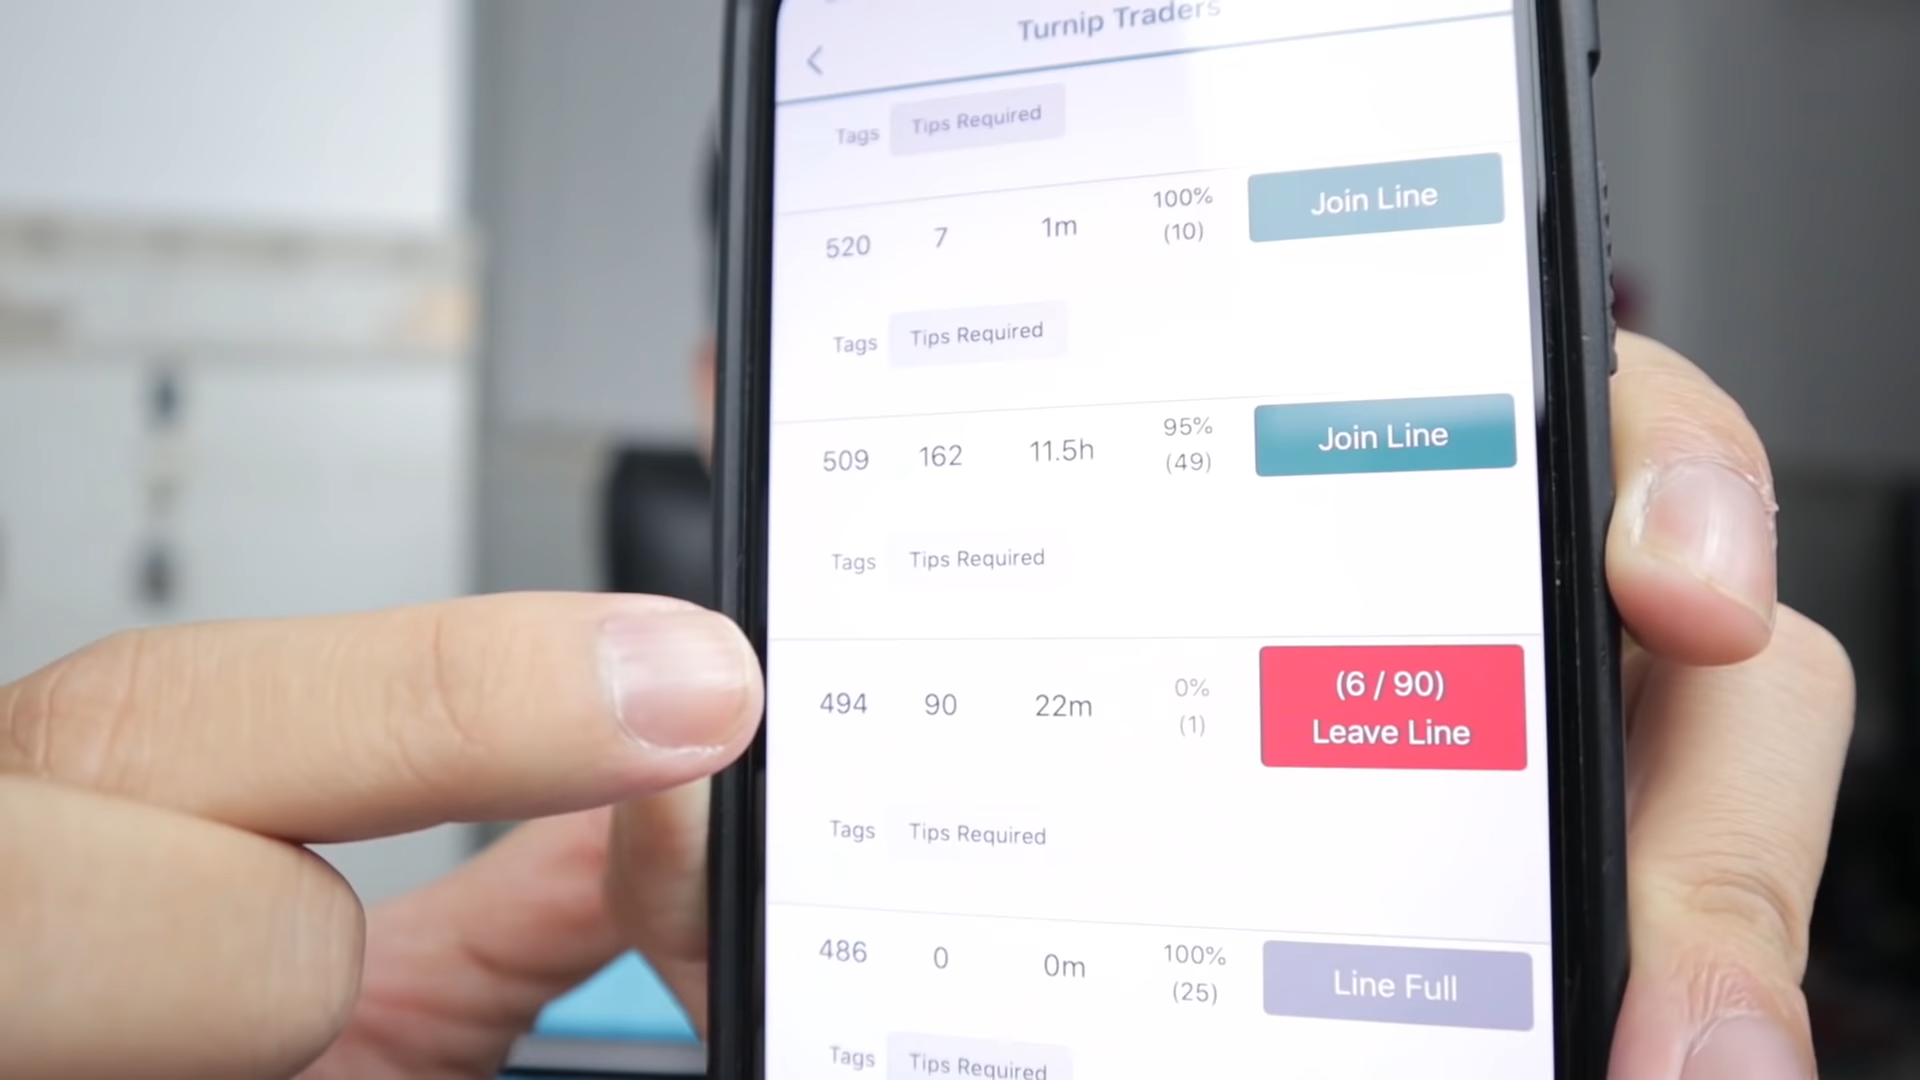 Turnip Traders
Tags Tips Required
520 7 1m 100% (10) Join Line
Tags Tips Required
509 162 11.5h 95% (49) Join Line
Tags Tips Required
494 90 22m 0% (1) (6 / 90) Leave Line
Tags Tips Required
486 0 0m 100% (25) Line Full
Tags Tips Required